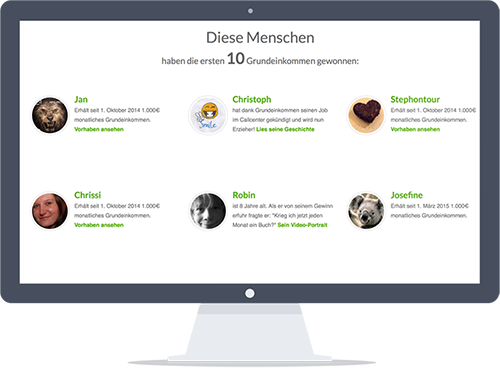 Diese Menschen
haben die ersten 10 Grundeinkommen gewonnen:
Jan
Erhält seit 1. Oktober 2014 1.000€
monatliches Grundeinkommen.
Vorhaben ansehen
Christoph
hat dank Grundeinkommen seinen Job
im Callcenter gekündigt und wird nun
Erzieher! Lies seine Geschichte
Smile
Stephontour
Erhält seit 1. Oktober 2014 1.000€
monatliches Grundeinkommen.
Vorhaben ansehen
Chrissi
Erhält seit 1. Oktober 2014 1.000€
monatliches Grundeinkommen.
Vorhaben ansehen
Robin
ist 8 Jahre alt. Als er von seinem Gewinn
erfuhr fragte er: "Krieg ich jetzt jeden
Monat ein Buch?" Sein Video-Portrait
Josefine
Erhält seit 1. März 2015 1.000€
monatliches Grundeinkommen.